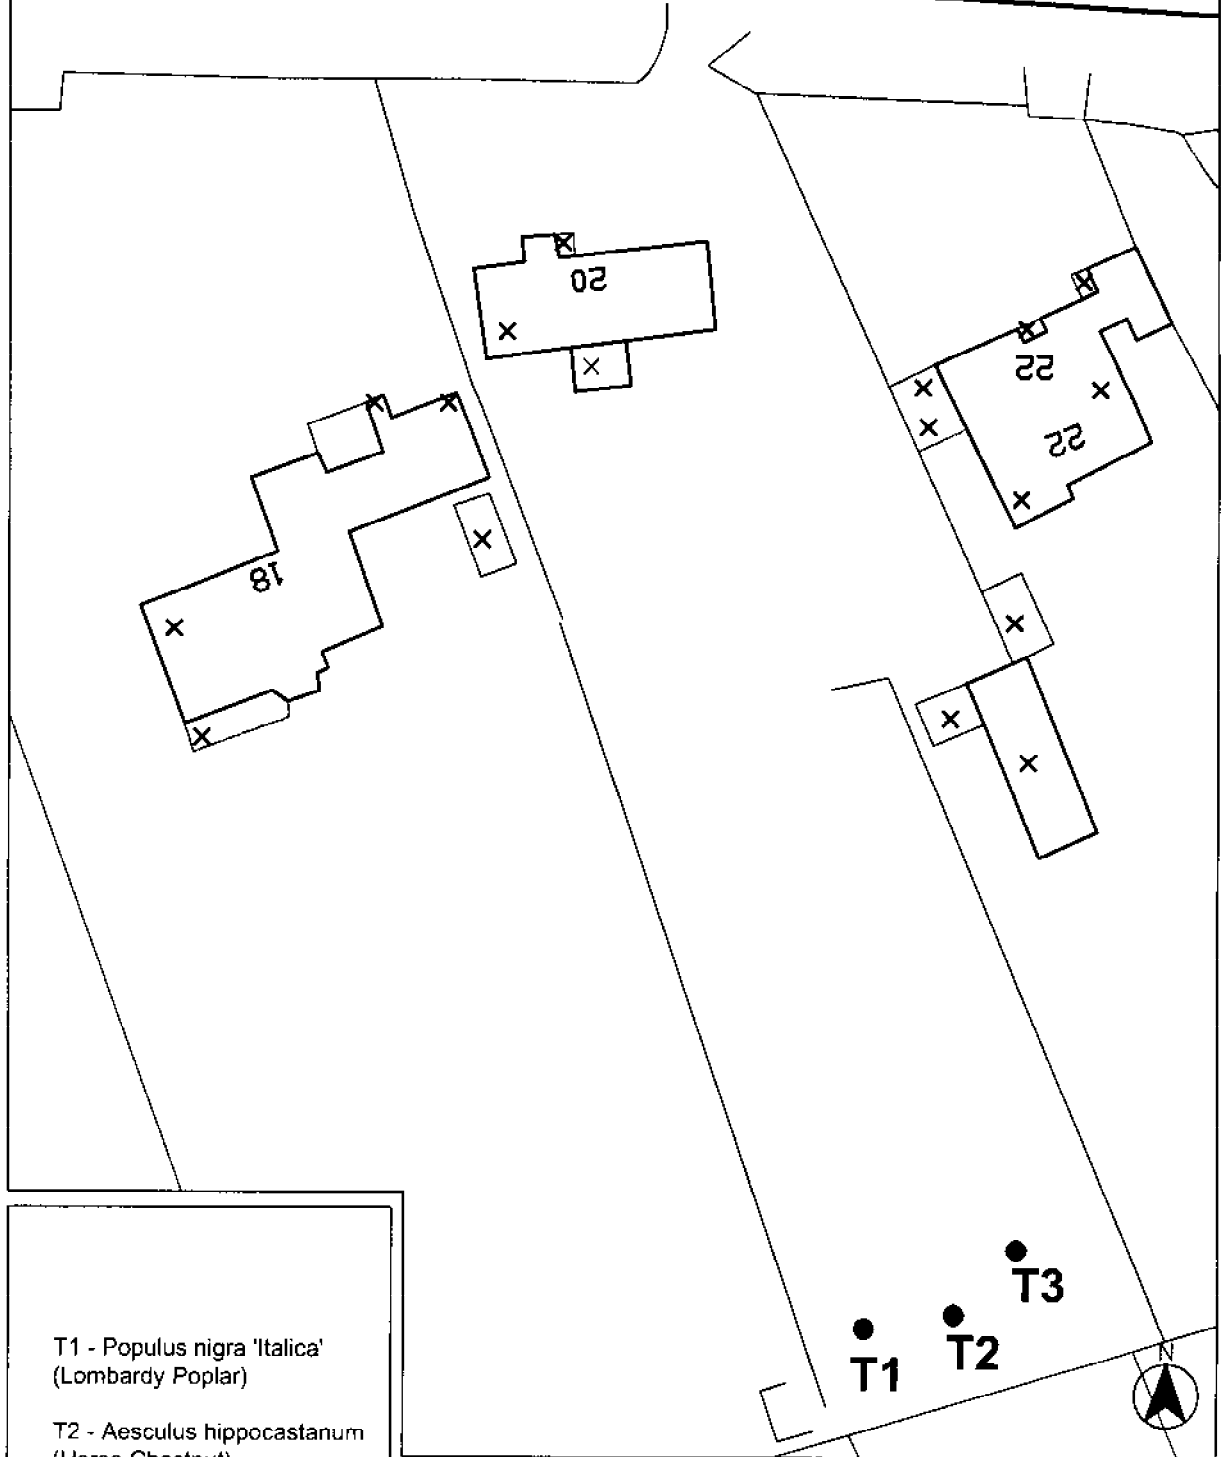 20
22
22
18
T3
T2
T1
N
T1 - Populus nigra 'Italica'
(Lombardy Poplar)
T2 - Aesculus hippocastanum